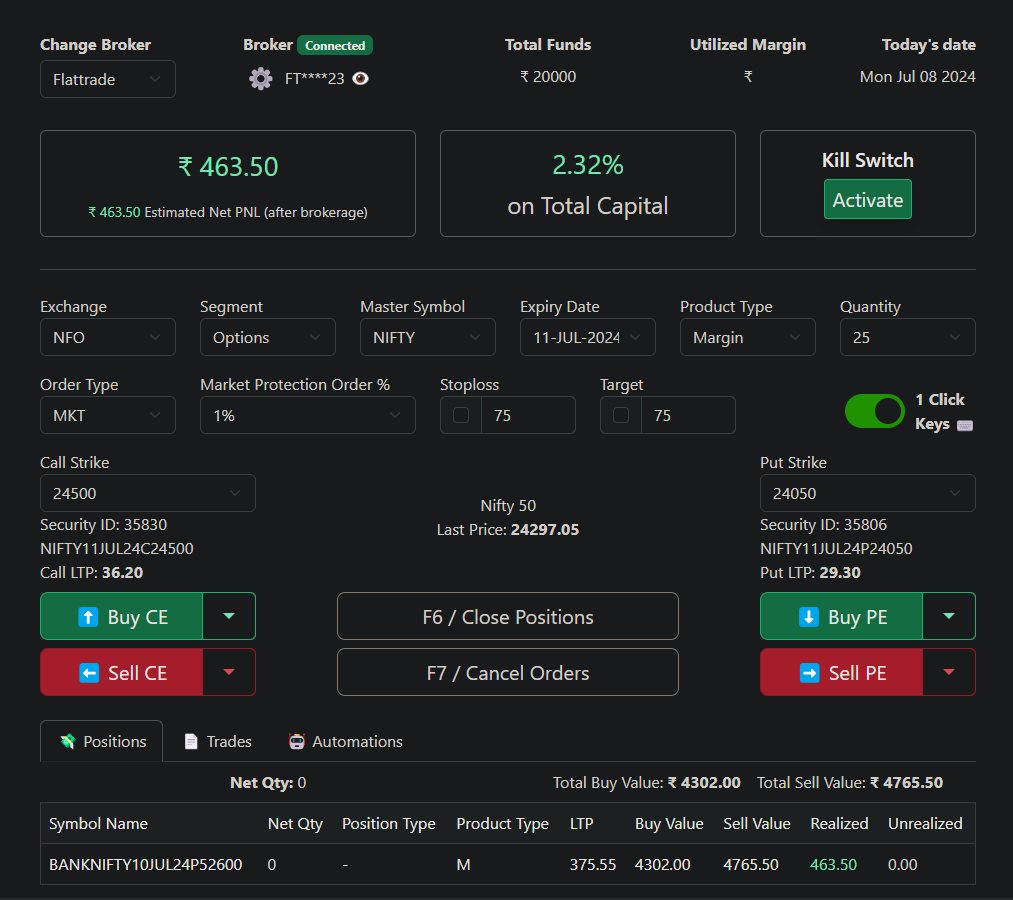 Change Broker
Broker Connected
Total Funds
Utilized Margin
Today's date
Flattrade
FT****23
₹ 20000
₹
Mon Jul 08 2024
₹ 463.50
₹ 463.50 Estimated Net PNL (after brokerage)
2.32%
on Total Capital
Kill Switch
Activate
Exchange
Segment
Master Symbol
Expiry Date
Product Type
Quantity
NFO
Options
NIFTY
11-JUL-2024
Margin
25
Order Type
Market Protection Order %
Stoploss
Target
MKT
1%
75
75
1 Click
Keys
Call Strike
24500
Security ID: 35830
NIFTY11JUL24C24500
Call LTP: 36.20
Nifty 50
Last Price: 24297.05
Put Strike
24050
Security ID: 35806
NIFTY11JUL24P24050
Put LTP: 29.30
Buy CE
F6 / Close Positions
Buy PE
Sell CE
F7 / Cancel Orders
Sell PE
Positions
Trades
Automations
Net Qty: 0
Total Buy Value: ₹ 4302.00
Total Sell Value: ₹ 4765.50
Symbol Name Net Qty Position Type Product Type LTP Buy Value Sell Value Realized Unrealized
BANKNIFTY10JUL24P52600 0 - M 375.55 4302.00 4765.50 463.50 0.00